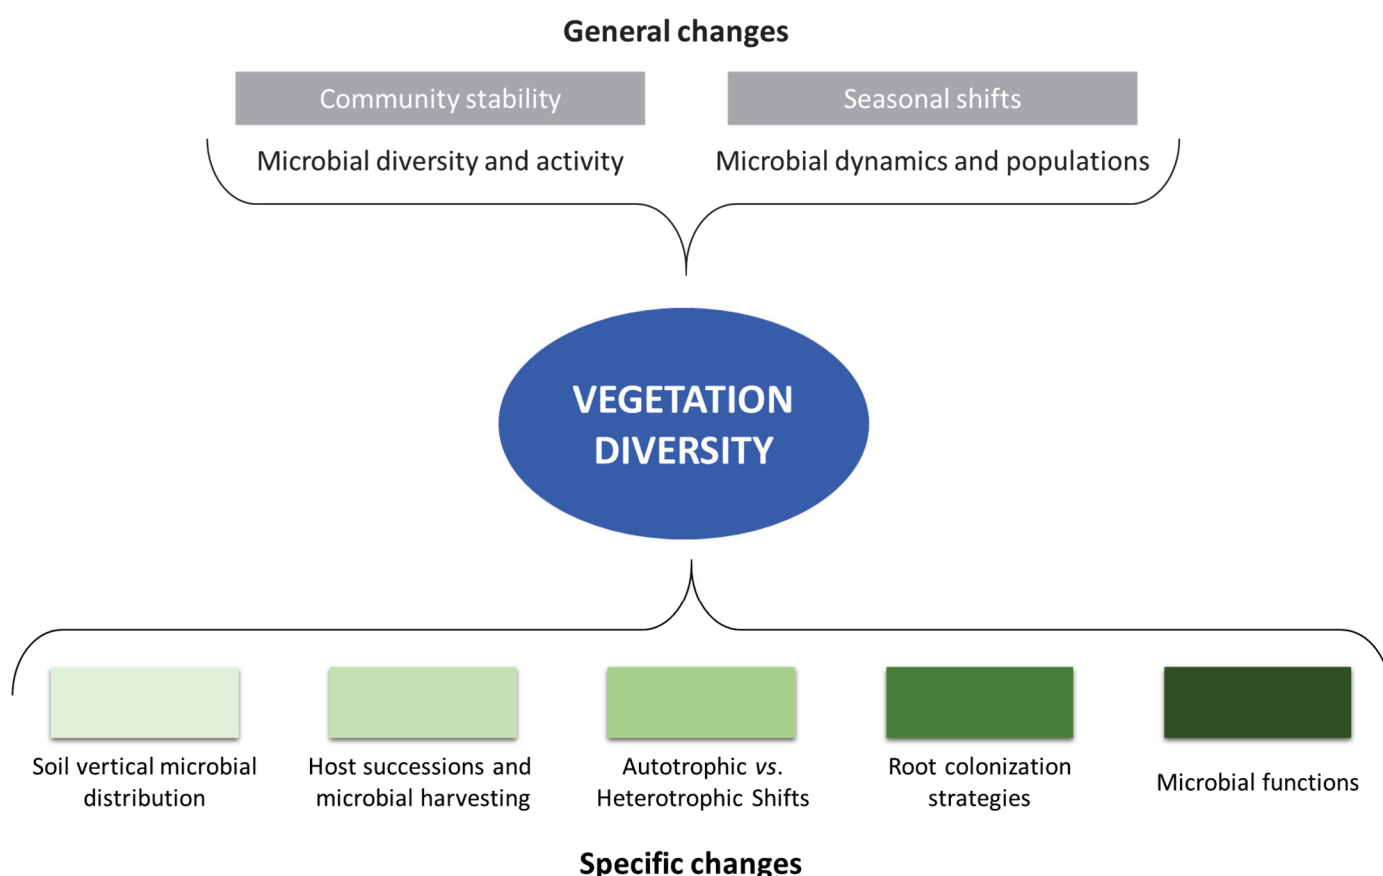 General changes
Community stability
Seasonal shifts
Microbial diversity and activity
Microbial dynamics and populations
VEGETATION
DIVERSITY
Soil vertical microbial
distribution
Host successions and
microbial harvesting
Autotrophic vs.
Heterotrophic Shifts
Root colonization
strategies
Microbial functions
Specific changes